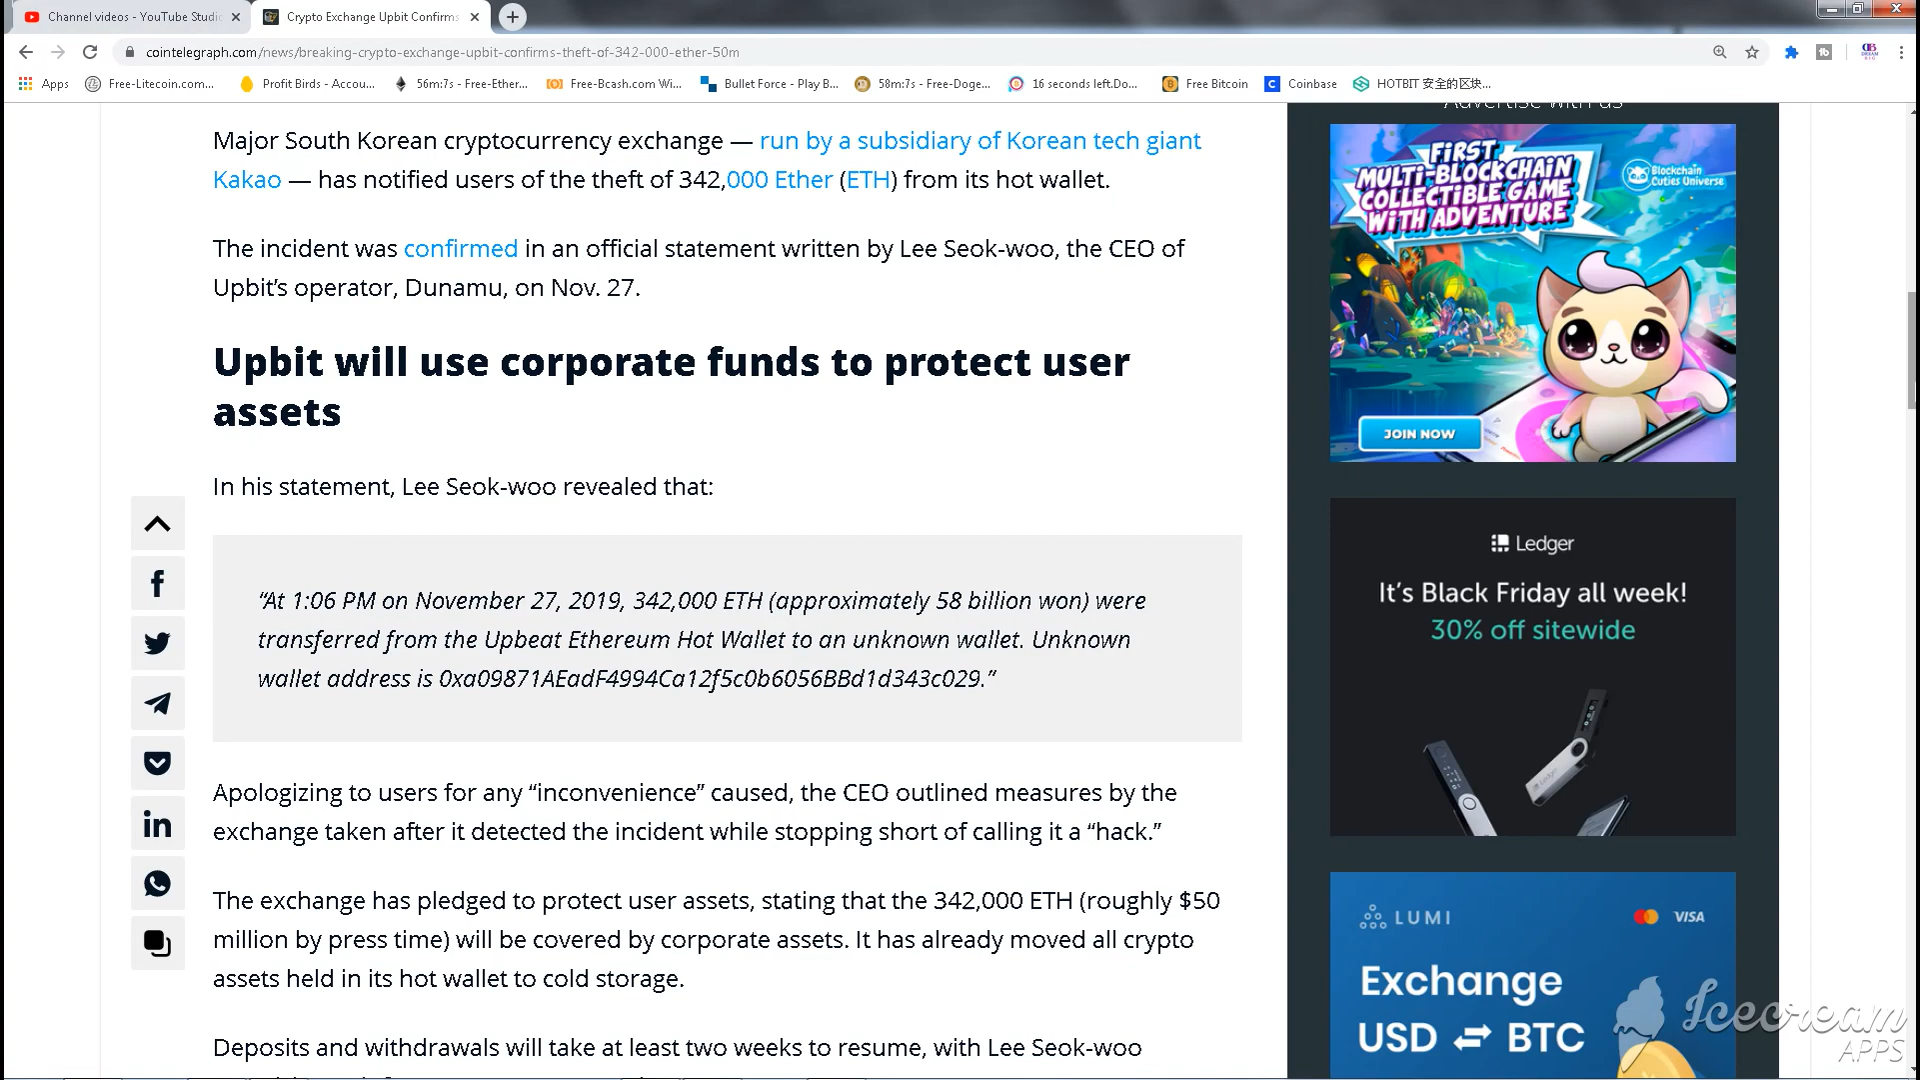 Channel videos - YouTube Studi
Crypto Exchange Upbit Confirms
cointelegraph.com/news/breaking-crypto-exchange-upbit-confirms-theft-of-342-000-ether-50m
Apps
Free-Litecoin.com...
Profit Birds - Accou...
56m:7s - Free-Ether...
Free-Bcash.com Wi...
Bullet Force - Play B...
58m:7s - Free-Doge...
16 seconds left.Do...
Free Bitcoin
Coinbase
HOTBIT 安全的区块...
Major South Korean cryptocurrency exchange — run by a subsidiary of Korean tech giant
Kakao — has notified users of the theft of 342,000 Ether (ETH) from its hot wallet.
The incident was confirmed in an official statement written by Lee Seok-woo, the CEO of
Upbit’s operator, Dunamu, on Nov. 27.
Upbit will use corporate funds to protect user
assets
In his statement, Lee Seok-woo revealed that:
“At 1:06 PM on November 27, 2019, 342,000 ETH (approximately 58 billion won) were
transferred from the Upbeat Ethereum Hot Wallet to an unknown wallet. Unknown
wallet address is 0xa09871AEadF4994Ca12f5c0b6056BBd1d343c029.”
Apologizing to users for any “inconvenience” caused, the CEO outlined measures by the
exchange taken after it detected the incident while stopping short of calling it a “hack.”
The exchange has pledged to protect user assets, stating that the 342,000 ETH (roughly $50
million by press time) will be covered by corporate assets. It has already moved all crypto
assets held in its hot wallet to cold storage.
Deposits and withdrawals will take at least two weeks to resume, with Lee Seok-woo
Advertise with us
FIRST
MULTI-BLOCKCHAIN
COLLECTIBLE GAME
WITH ADVENTURE
Blockchain
Cuties Universe
JOIN NOW
Ledger
It’s Black Friday all week!
30% off sitewide
LUMI
VISA
Exchange
USD BTC
Icecream
APPS